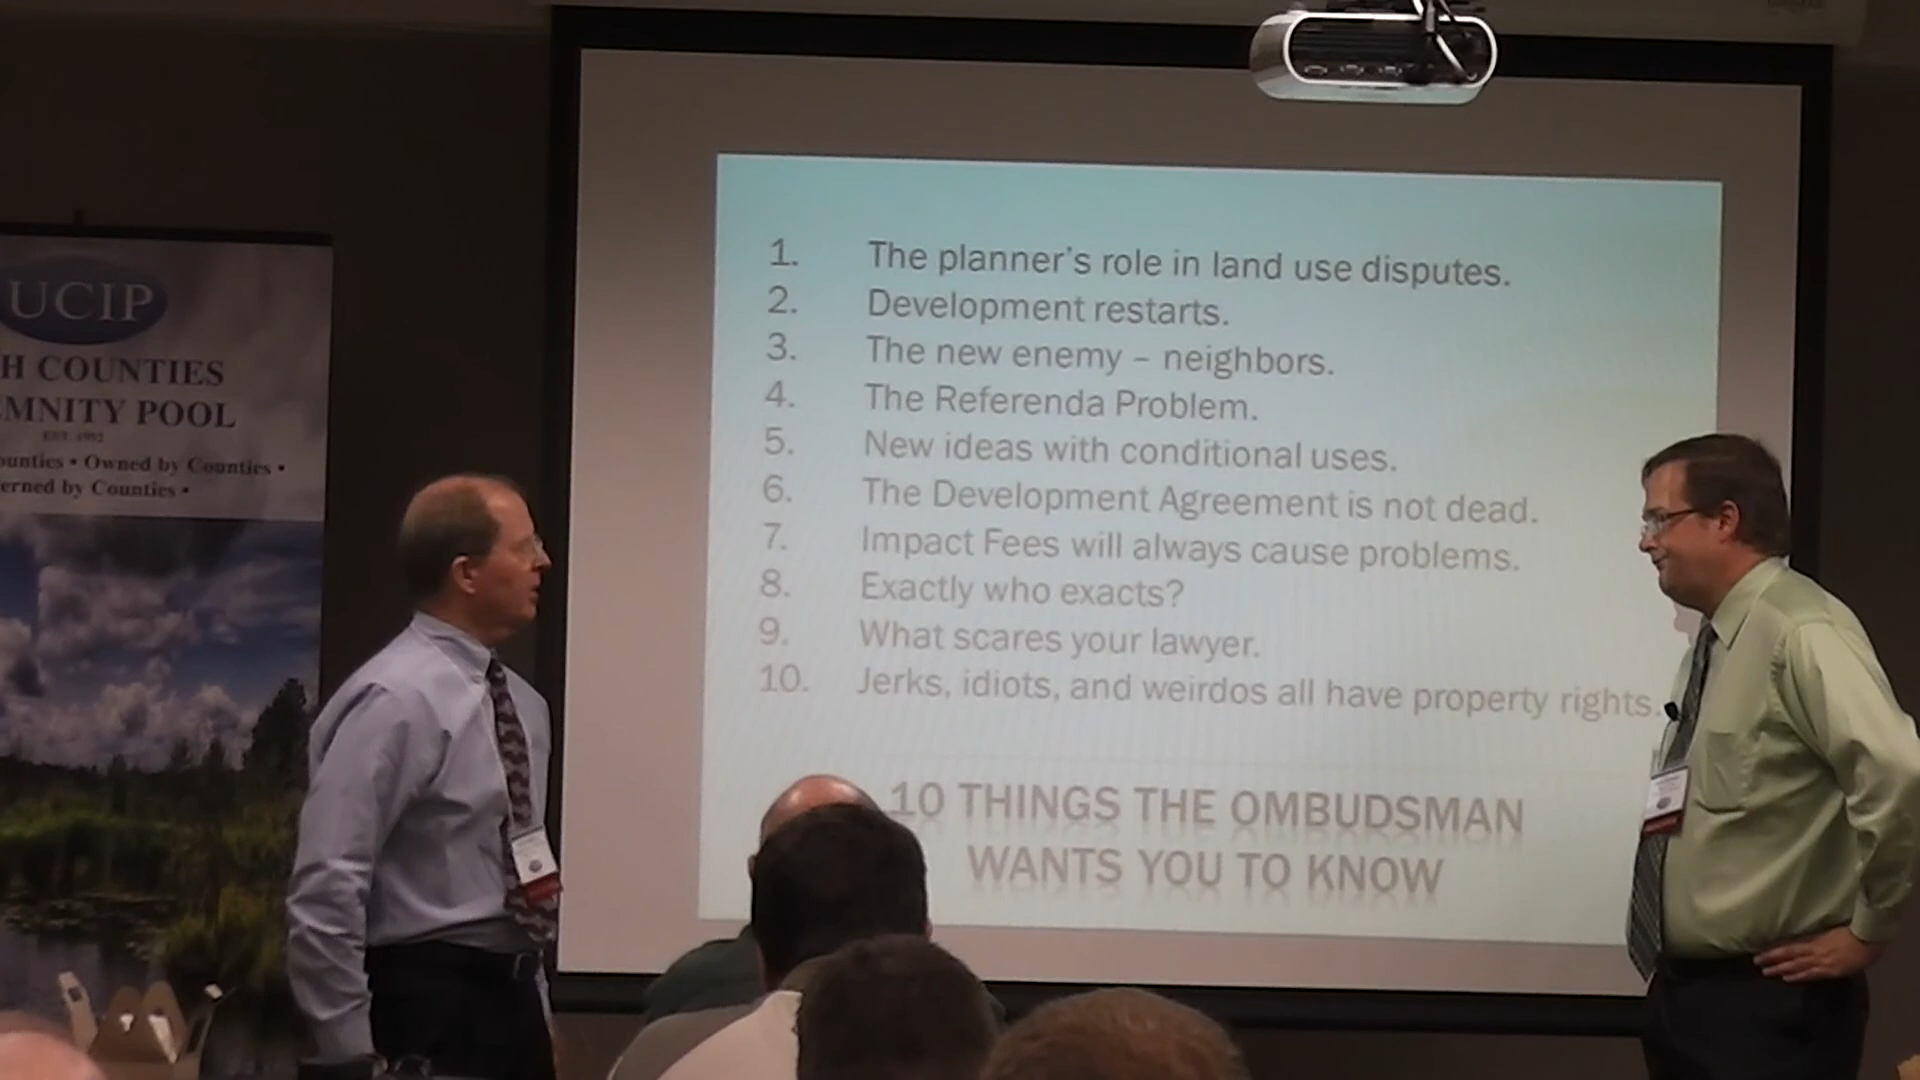 UCIP
H COUNTIES
EMNITY POOL
EST. 1992
ounties • Owned by Counties •
erned by Counties •
1. The planner's role in land use disputes.
2. Development restarts.
3. The new enemy – neighbors.
4. The Referenda Problem.
5. New ideas with conditional uses.
6. The Development Agreement is not dead.
7. Impact Fees will always cause problems.
8. Exactly who exacts?
9. What scares your lawyer.
10. Jerks, idiots, and weirdos all have property rights.
10 THINGS THE OMBUDSMAN
WANTS YOU TO KNOW